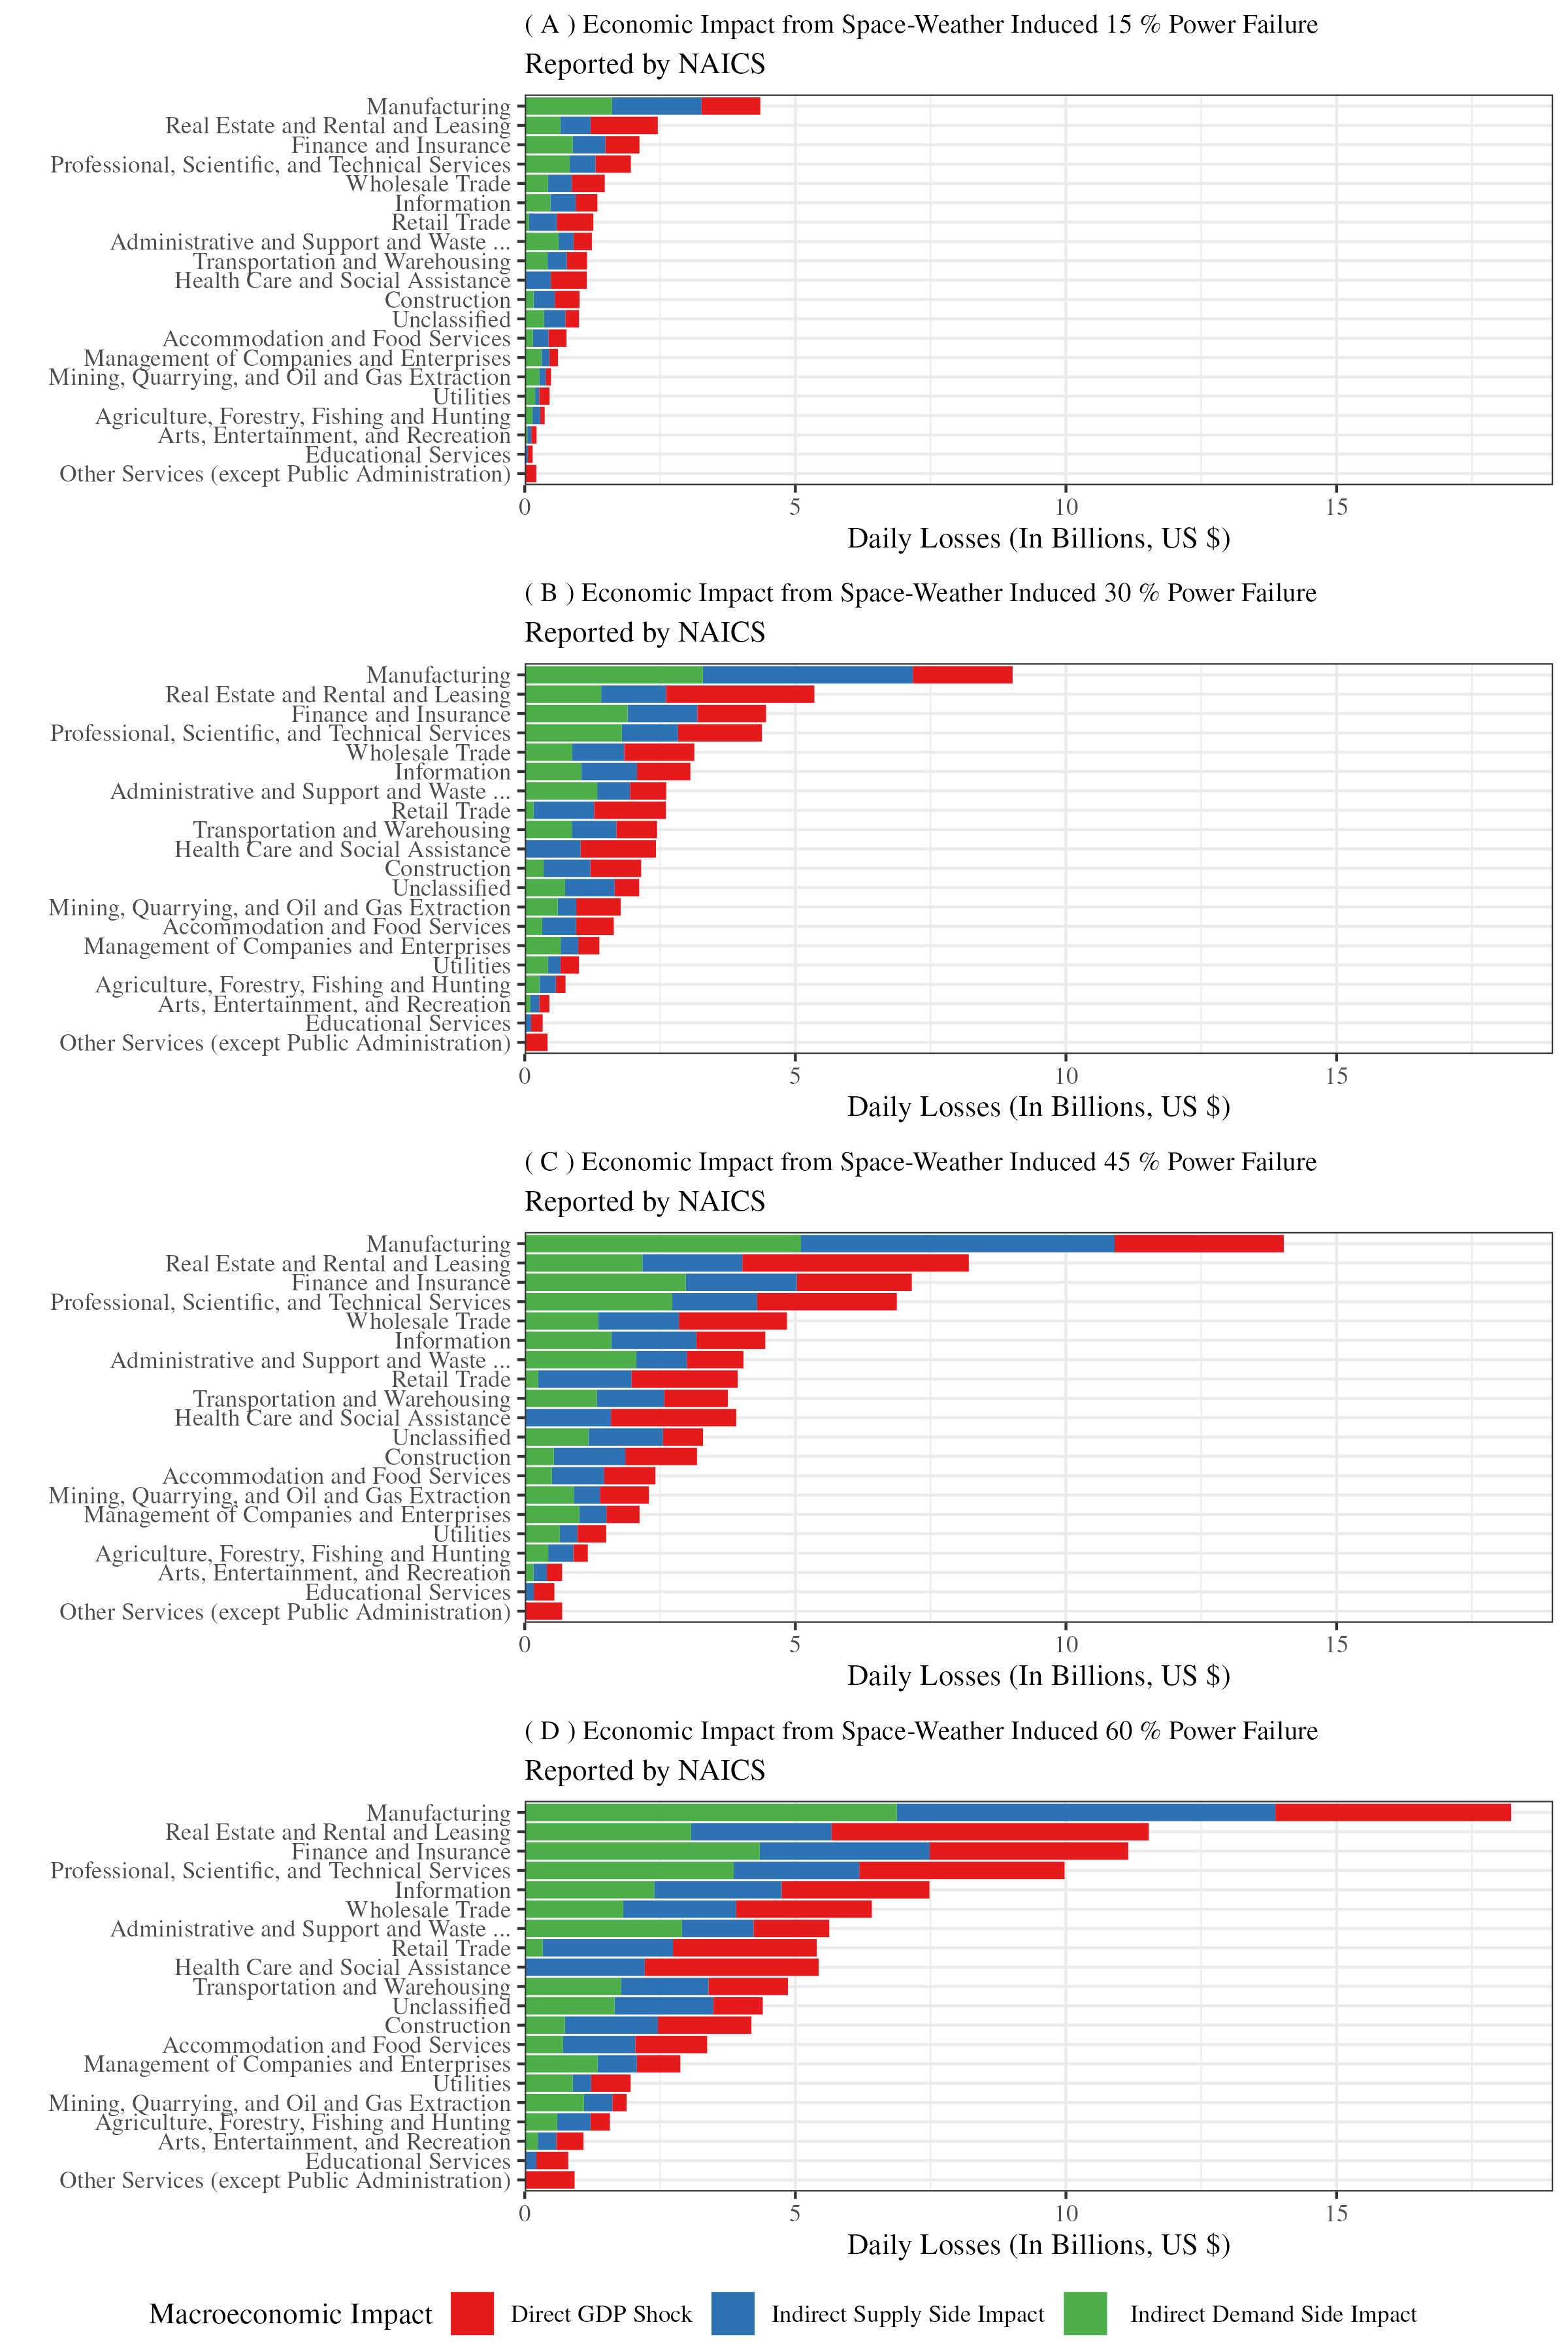 ( A ) Economic Impact from Space-Weather Induced 15 % Power Failure
Reported by NAICS
Manufacturing
Real Estate and Rental and Leasing
Finance and Insurance
Professional, Scientific, and Technical Services
Wholesale Trade
Information
Retail Trade
Administrative and Support and Waste ...
Transportation and Warehousing
Health Care and Social Assistance
Construction
Unclassified
Accommodation and Food Services
Management of Companies and Enterprises
Mining, Quarrying, and Oil and Gas Extraction
Utilities
Agriculture, Forestry, Fishing and Hunting
Arts, Entertainment, and Recreation
Educational Services
Other Services (except Public Administration)
0 5 10 15
Daily Losses (In Billions, US $)
( B ) Economic Impact from Space-Weather Induced 30 % Power Failure
Reported by NAICS
Manufacturing
Real Estate and Rental and Leasing
Finance and Insurance
Professional, Scientific, and Technical Services
Wholesale Trade
Information
Administrative and Support and Waste ...
Retail Trade
Transportation and Warehousing
Health Care and Social Assistance
Construction
Unclassified
Mining, Quarrying, and Oil and Gas Extraction
Accommodation and Food Services
Management of Companies and Enterprises
Utilities
Agriculture, Forestry, Fishing and Hunting
Arts, Entertainment, and Recreation
Educational Services
Other Services (except Public Administration)
0 5 10 15
Daily Losses (In Billions, US $)
( C ) Economic Impact from Space-Weather Induced 45 % Power Failure
Reported by NAICS
Manufacturing
Real Estate and Rental and Leasing
Finance and Insurance
Professional, Scientific, and Technical Services
Wholesale Trade
Information
Administrative and Support and Waste ...
Retail Trade
Transportation and Warehousing
Health Care and Social Assistance
Unclassified
Construction
Accommodation and Food Services
Mining, Quarrying, and Oil and Gas Extraction
Management of Companies and Enterprises
Utilities
Agriculture, Forestry, Fishing and Hunting
Arts, Entertainment, and Recreation
Educational Services
Other Services (except Public Administration)
0 5 10 15
Daily Losses (In Billions, US $)
( D ) Economic Impact from Space-Weather Induced 60 % Power Failure
Reported by NAICS
Manufacturing
Real Estate and Rental and Leasing
Finance and Insurance
Professional, Scientific, and Technical Services
Information
Wholesale Trade
Administrative and Support and Waste ...
Retail Trade
Health Care and Social Assistance
Transportation and Warehousing
Unclassified
Construction
Accommodation and Food Services
Management of Companies and Enterprises
Utilities
Mining, Quarrying, and Oil and Gas Extraction
Agriculture, Forestry, Fishing and Hunting
Arts, Entertainment, and Recreation
Educational Services
Other Services (except Public Administration)
0 5 10 15
Daily Losses (In Billions, US $)
Macroeconomic Impact Direct GDP Shock Indirect Supply Side Impact Indirect Demand Side Impact